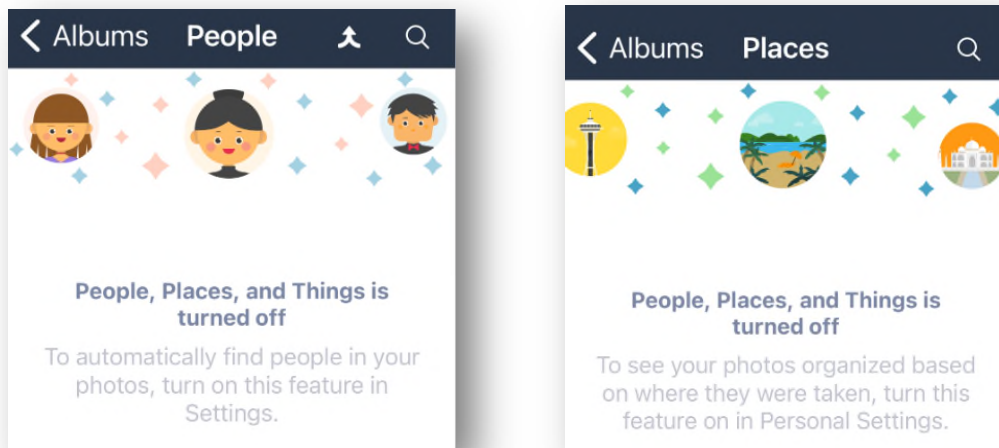 Albums People
People, Places, and Things is
turned off
To automatically find people in your
photos, turn on this feature in
Settings.
Albums Places
People, Places, and Things is
turned off
To see your photos organized based
on where they were taken, turn this
feature on in Personal Settings.